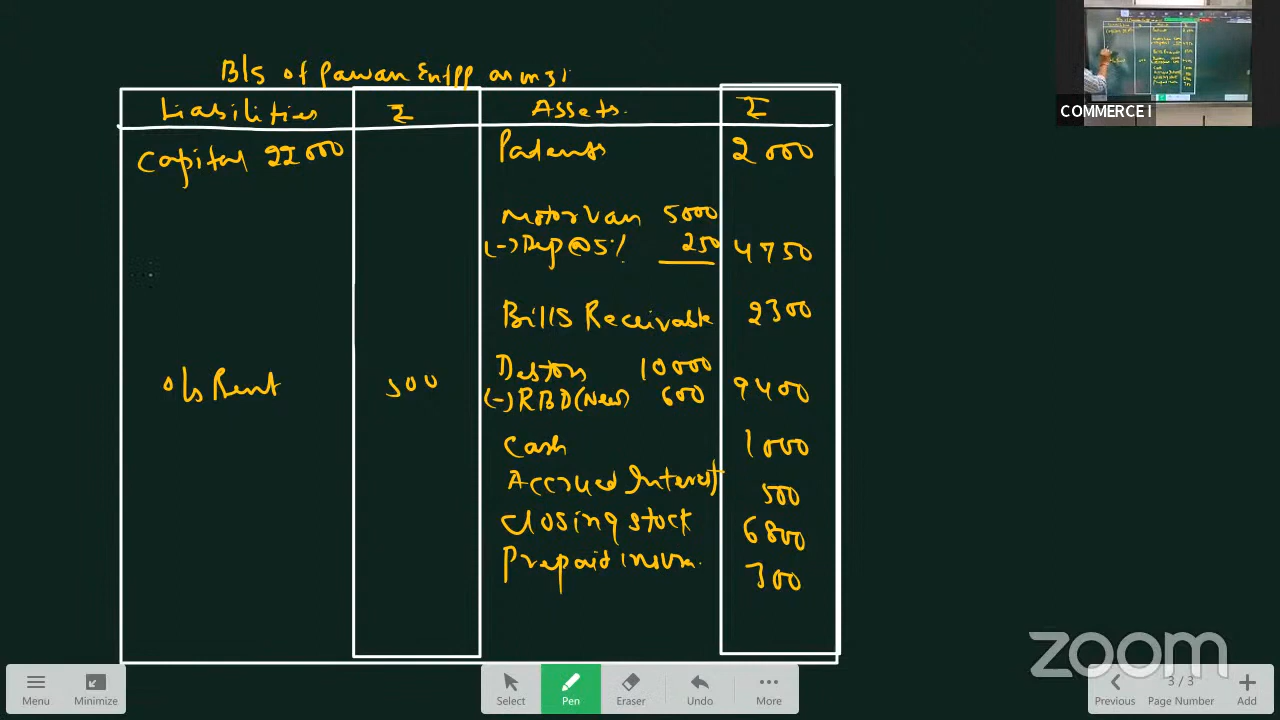 B/S of Pawan Entpp as on 31
Liabilities ₹ Assets ₹
Capital 22000 Patents 2000
Motor Van 5000
(-) Dep @ 5% 250 4750
Bills Receivable 2300
Debtors 10000
(-) RBD (New) 600 9400
O/s Rent 500
Cash 1000
Accrued Interest 500
Closing stock 6800
Prepaid Insura. 300
COMMERCE I
zoom
Menu Minimize Select Pen Eraser Undo More Previous 3 / 3 Page Number Add